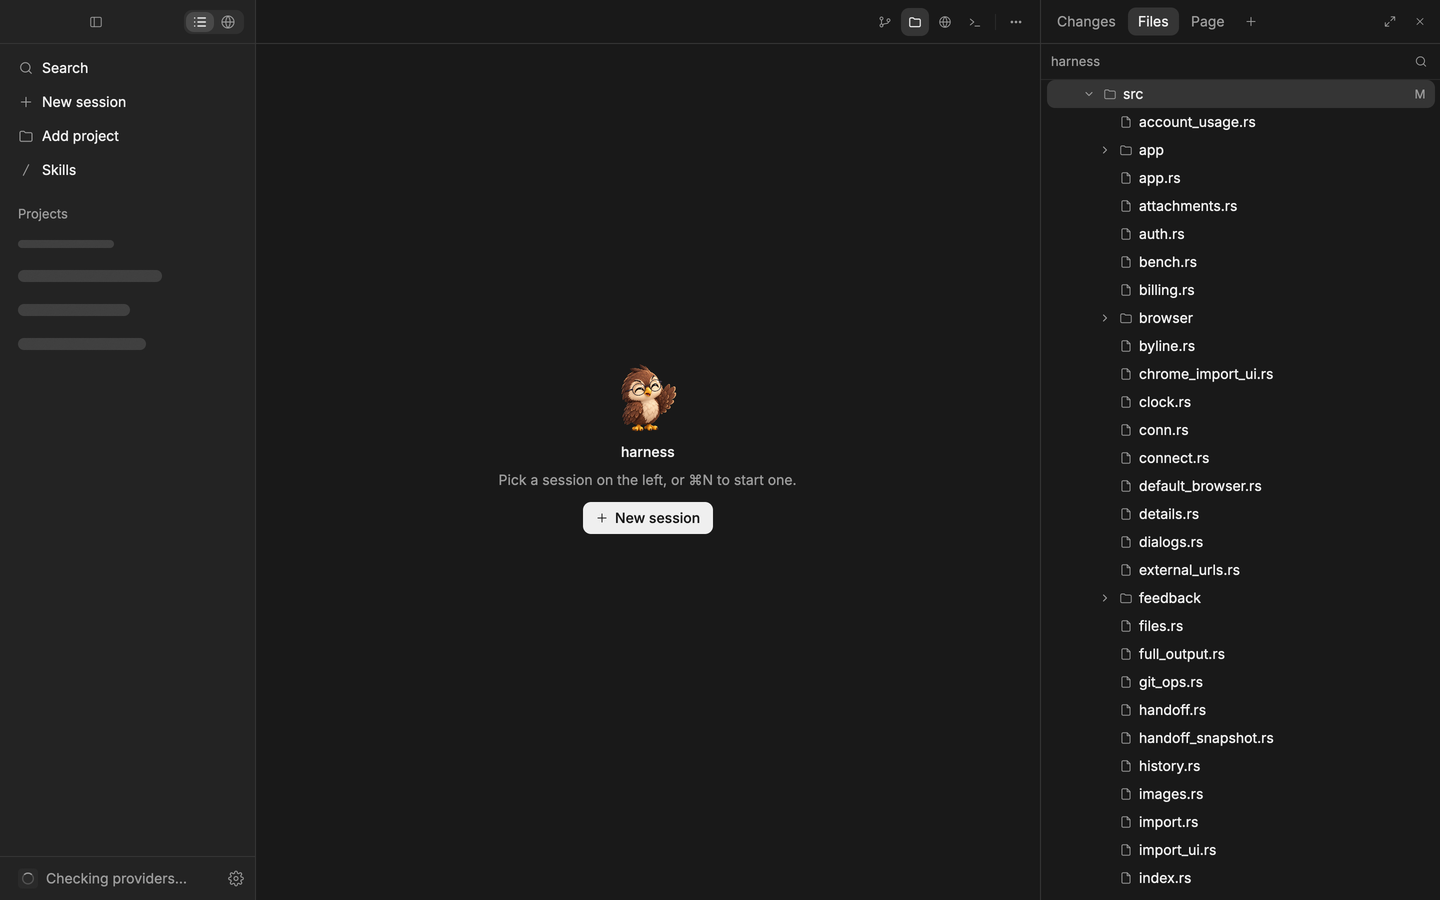 Search
New session
Add project
Skills
Projects
Checking providers...
harness
Pick a session on the left, or ⌘N to start one.
New session
Changes
Files
Page
harness
src
M
account_usage.rs
app
app.rs
attachments.rs
auth.rs
bench.rs
billing.rs
browser
byline.rs
chrome_import_ui.rs
clock.rs
conn.rs
connect.rs
default_browser.rs
details.rs
dialogs.rs
external_urls.rs
feedback
files.rs
full_output.rs
git_ops.rs
handoff.rs
handoff_snapshot.rs
history.rs
images.rs
import.rs
import_ui.rs
index.rs